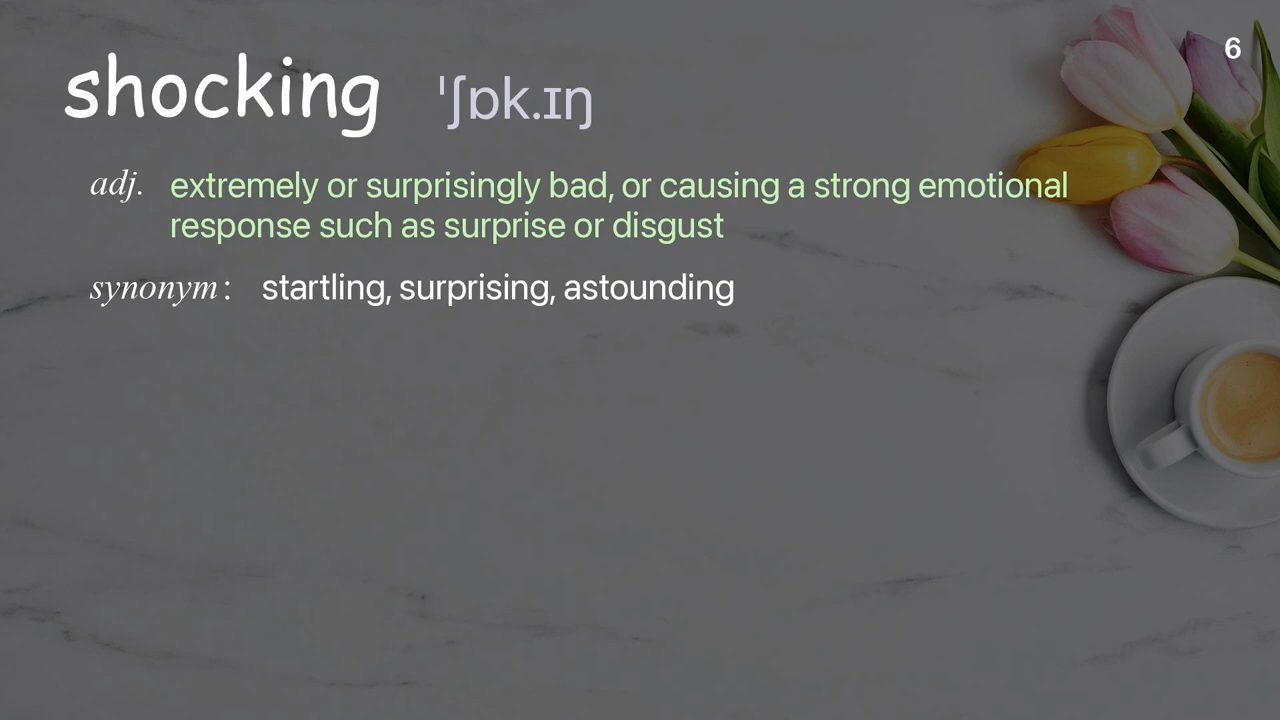 6
shocking ˈʃɒk.ɪŋ
adj. extremely or surprisingly bad, or causing a strong emotional
response such as surprise or disgust
synonym: startling, surprising, astounding